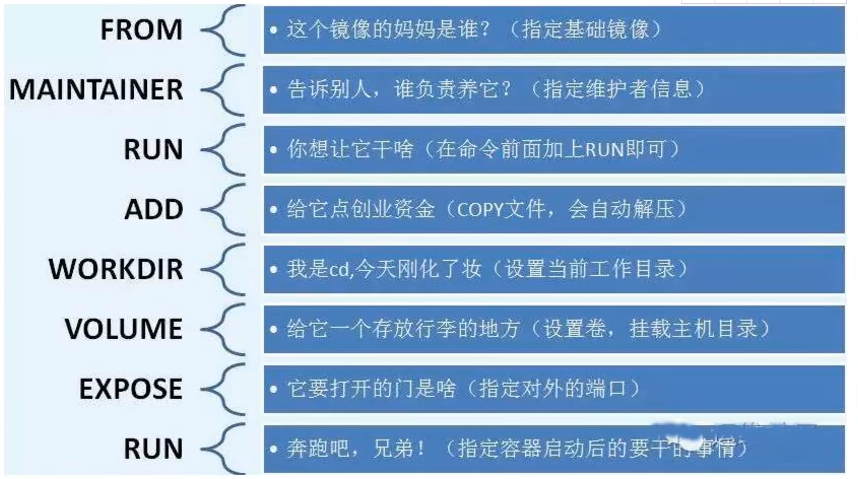 FROM
• 这个镜像的妈妈是谁？（指定基础镜像）
MAINTAINER
• 告诉别人，谁负责养它？（指定维护者信息）
RUN
• 你想让它干啥（在命令前面加上RUN即可）
ADD
• 给它点创业资金（COPY文件，会自动解压）
WORKDIR
• 我是cd,今天刚化了妆（设置当前工作目录）
VOLUME
• 给它一个存放行李的地方（设置卷，挂载主机目录）
EXPOSE
• 它要打开的门是啥（指定对外的端口）
RUN
• 奔跑吧，兄弟！（指定容器启动后的要干的事情）